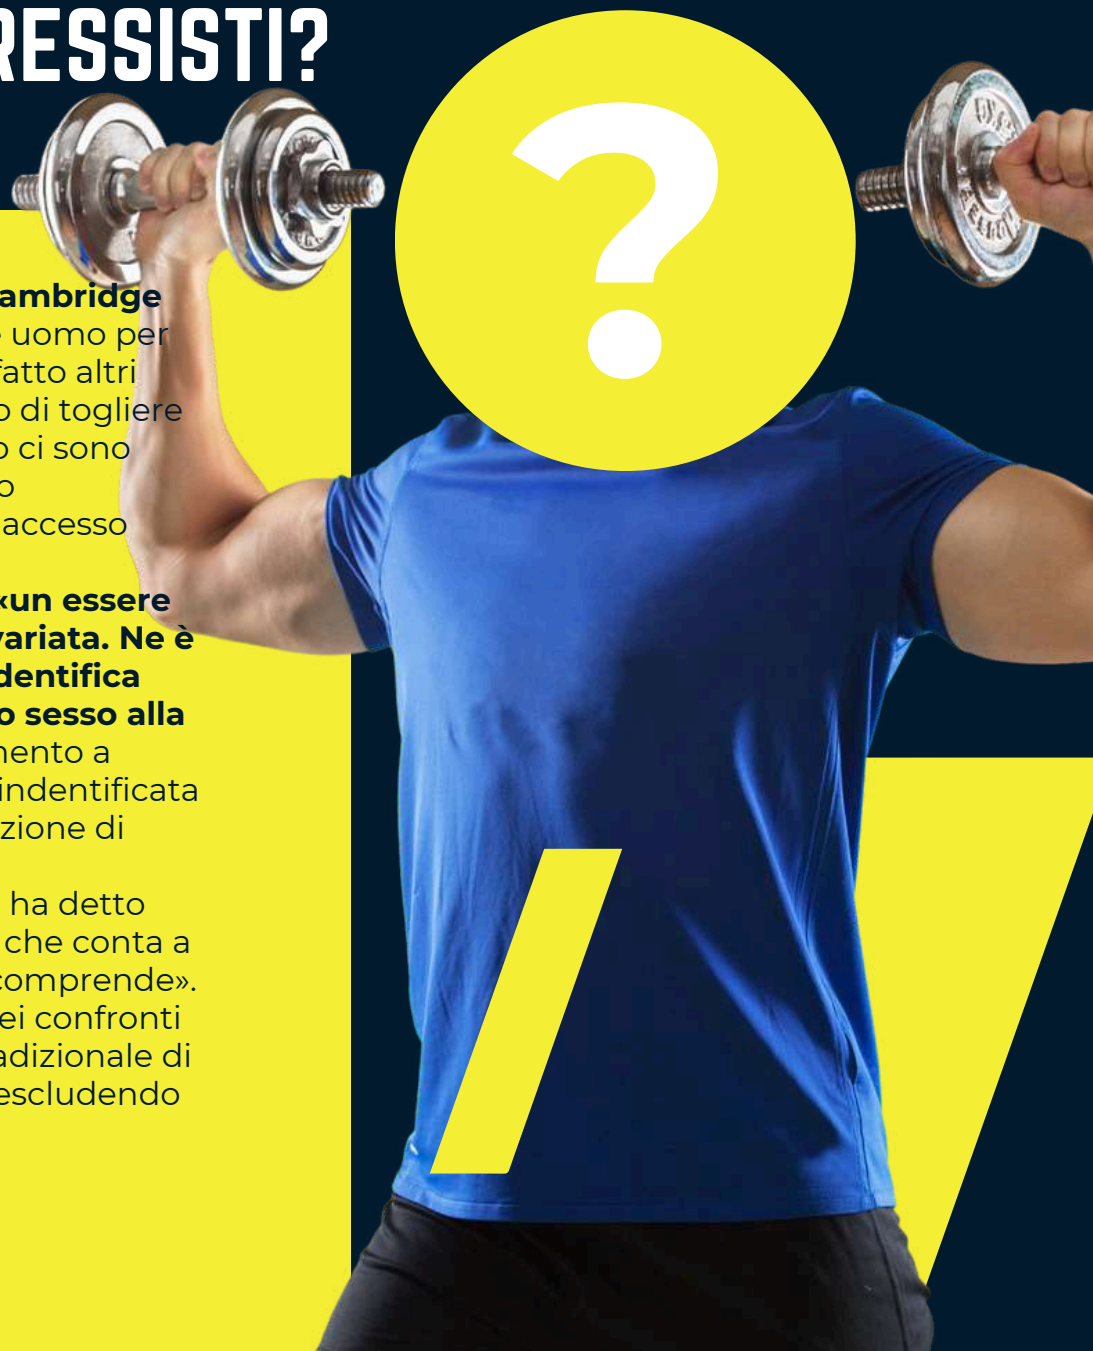 RESSISTI?
?
ambridge
e uomo per
fatto altri
o di togliere
o ci sono
o
accesso
«un essere
variata. Ne è
dentifica
o sesso alla
mento a
indentificata
zione di
ha detto
che conta a
comprende».
ei confronti
adizionale di
escludendo